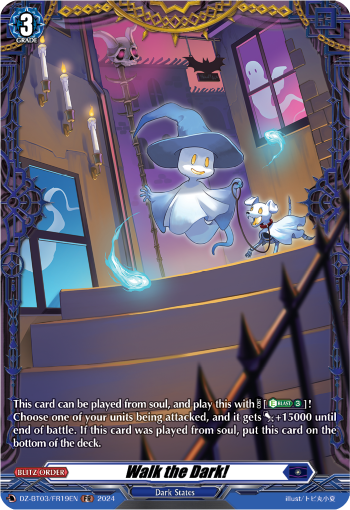 3
GRADE
This card can be played from soul, and play this with COST [E-BLAST 3]!
Choose one of your units being attacked, and it gets +15000 until
end of battle. If this card was played from soul, put this card on the
bottom of the deck.
BLITZ ORDER
Walk the Dark!
Dark States
DZ-BT03/FR19EN FR 2024
illust/トビ丸小夏